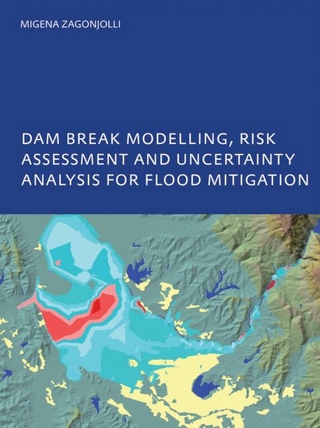 MIGENA ZAGONJOLLI
DAM BREAK MODELLING, RISK
ASSESSMENT AND UNCERTAINTY
ANALYSIS FOR FLOOD MITIGATION